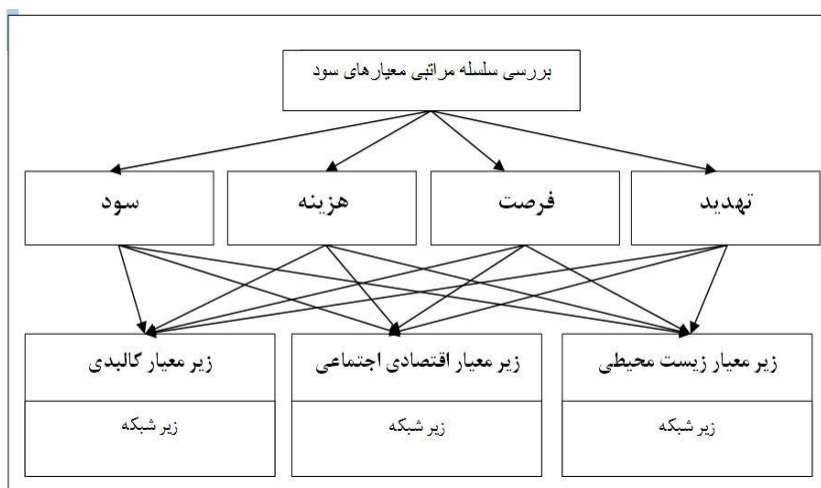 بررسی سلسله مراتبی معیارهای سود
تهدید
فرصت
هزینه
سود
زیر معیار زیست محیطی
زیر معیار اقتصادی اجتماعی
زیر معیار کالبدی
زیر شبکه
زیر شبکه
زیر شبکه